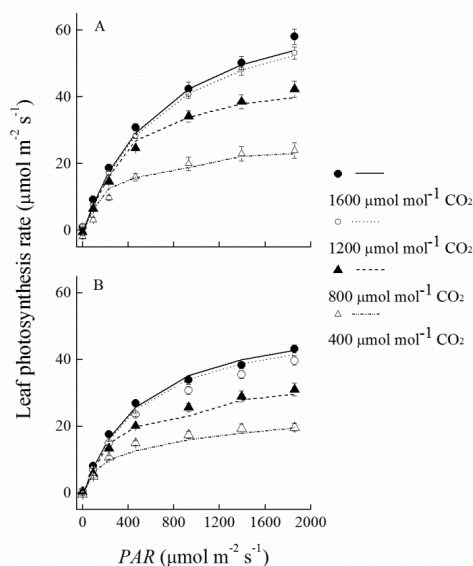 A
60
40
20
0
Leaf photosynthesis rate (μmol m⁻² s⁻¹)
1600 μmol mol⁻¹ CO₂
1200 μmol mol⁻¹ CO₂
800 μmol mol⁻¹ CO₂
400 μmol mol⁻¹ CO₂
B
60
40
20
0
0 400 800 1200 1600 2000
PAR (μmol m⁻² s⁻¹)